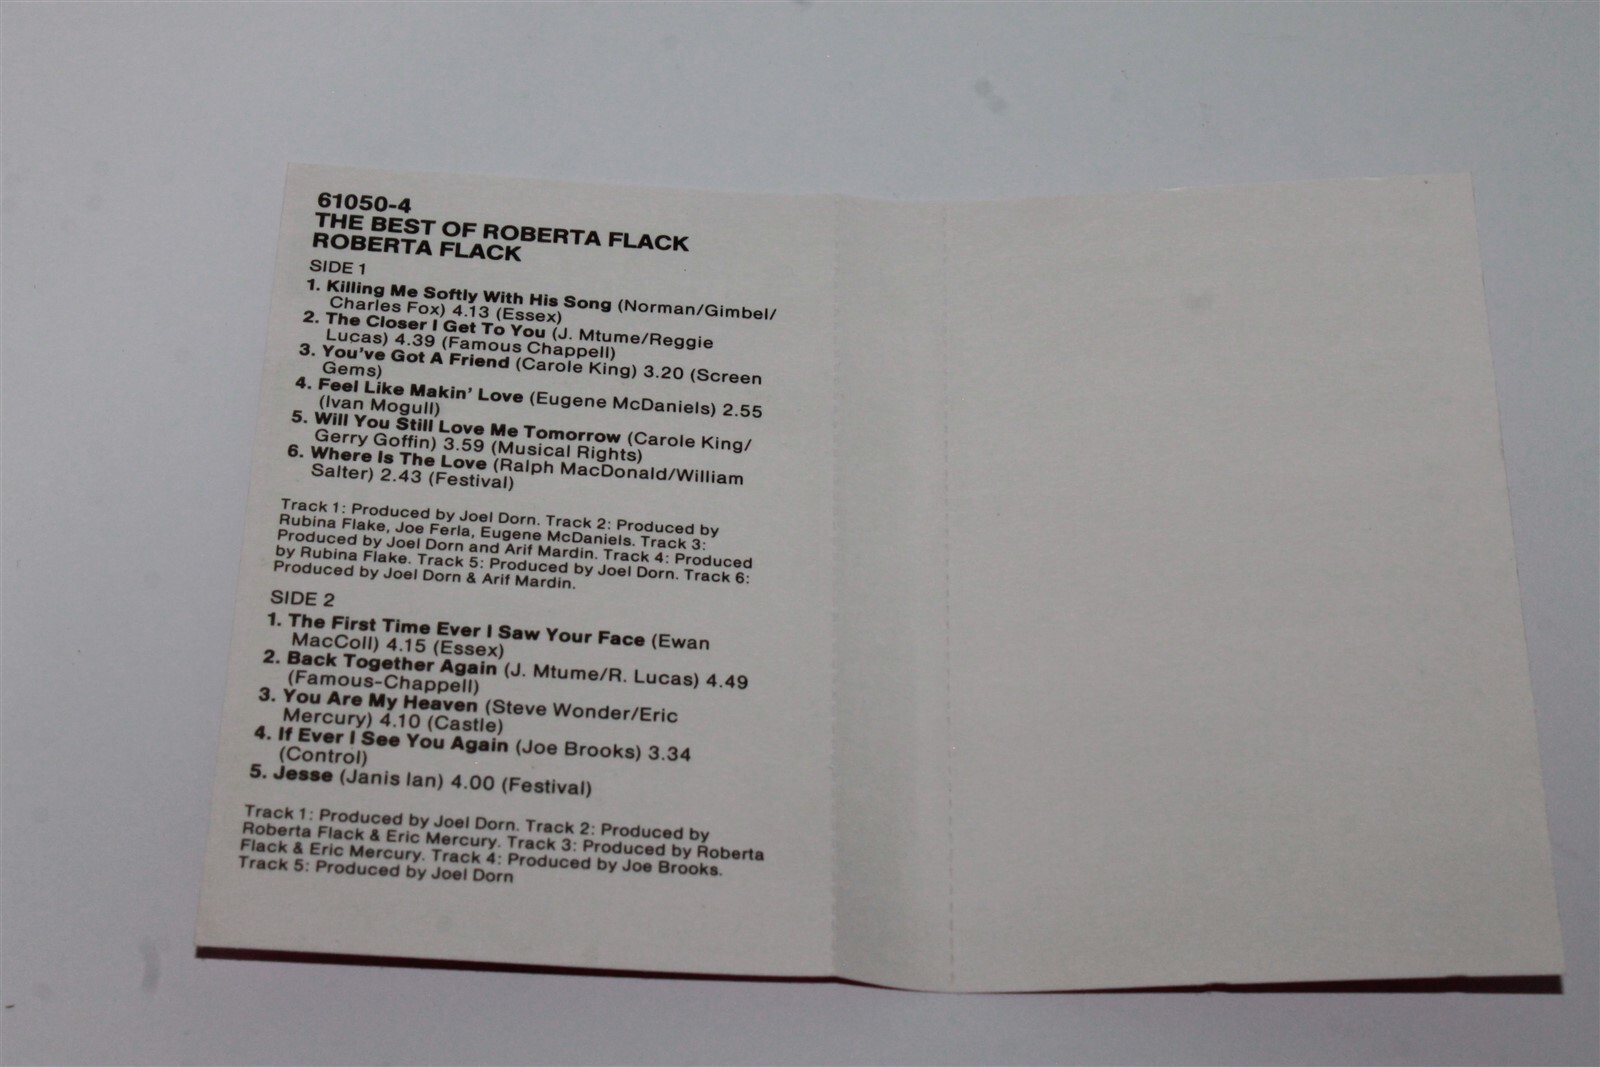 61050-4
THE BEST OF ROBERTA FLACK
ROBERTA FLACK
SIDE 1
1. Killing Me Softly With His Song (Norman/Gimbel/
Charles Fox) 4.13 (Essex)
2. The Closer I Get To You (J. Mtume/Reggie
Lucas) 4.39 (Famous Chappell)
3. You've Got A Friend (Carole King) 3.20 (Screen
Gems)
4. Feel Like Makin' Love (Eugene McDaniels) 2.55
(Ivan Mogull)
5. Will You Still Love Me Tomorrow (Carole King/
Gerry Goffin) 3.59 (Musical Rights)
6. Where Is The Love (Ralph MacDonald/William
Salter) 2.43 (Festival)
Track 1: Produced by Joel Dorn. Track 2: Produced by
Rubina Flake, Joe Ferla, Eugene McDaniels. Track 3:
Produced by Joel Dorn and Arif Mardin. Track 4: Produced
by Rubina Flake. Track 5: Produced by Joel Dorn. Track 6:
Produced by Joel Dorn & Arif Mardin.
SIDE 2
1. The First Time Ever I Saw Your Face (Ewan
MacColl) 4.15 (Essex)
2. Back Together Again (J. Mtume/R. Lucas) 4.49
(Famous-Chappell)
3. You Are My Heaven (Steve Wonder/Eric
Mercury) 4.10 (Castle)
4. If Ever I See You Again (Joe Brooks) 3.34
(Control)
5. Jesse (Janis Ian) 4.00 (Festival)
Track 1: Produced by Joel Dorn. Track 2: Produced by
Roberta Flack & Eric Mercury. Track 3: Produced by Roberta
Flack & Eric Mercury. Track 4: Produced by Joe Brooks.
Track 5: Produced by Joel Dorn